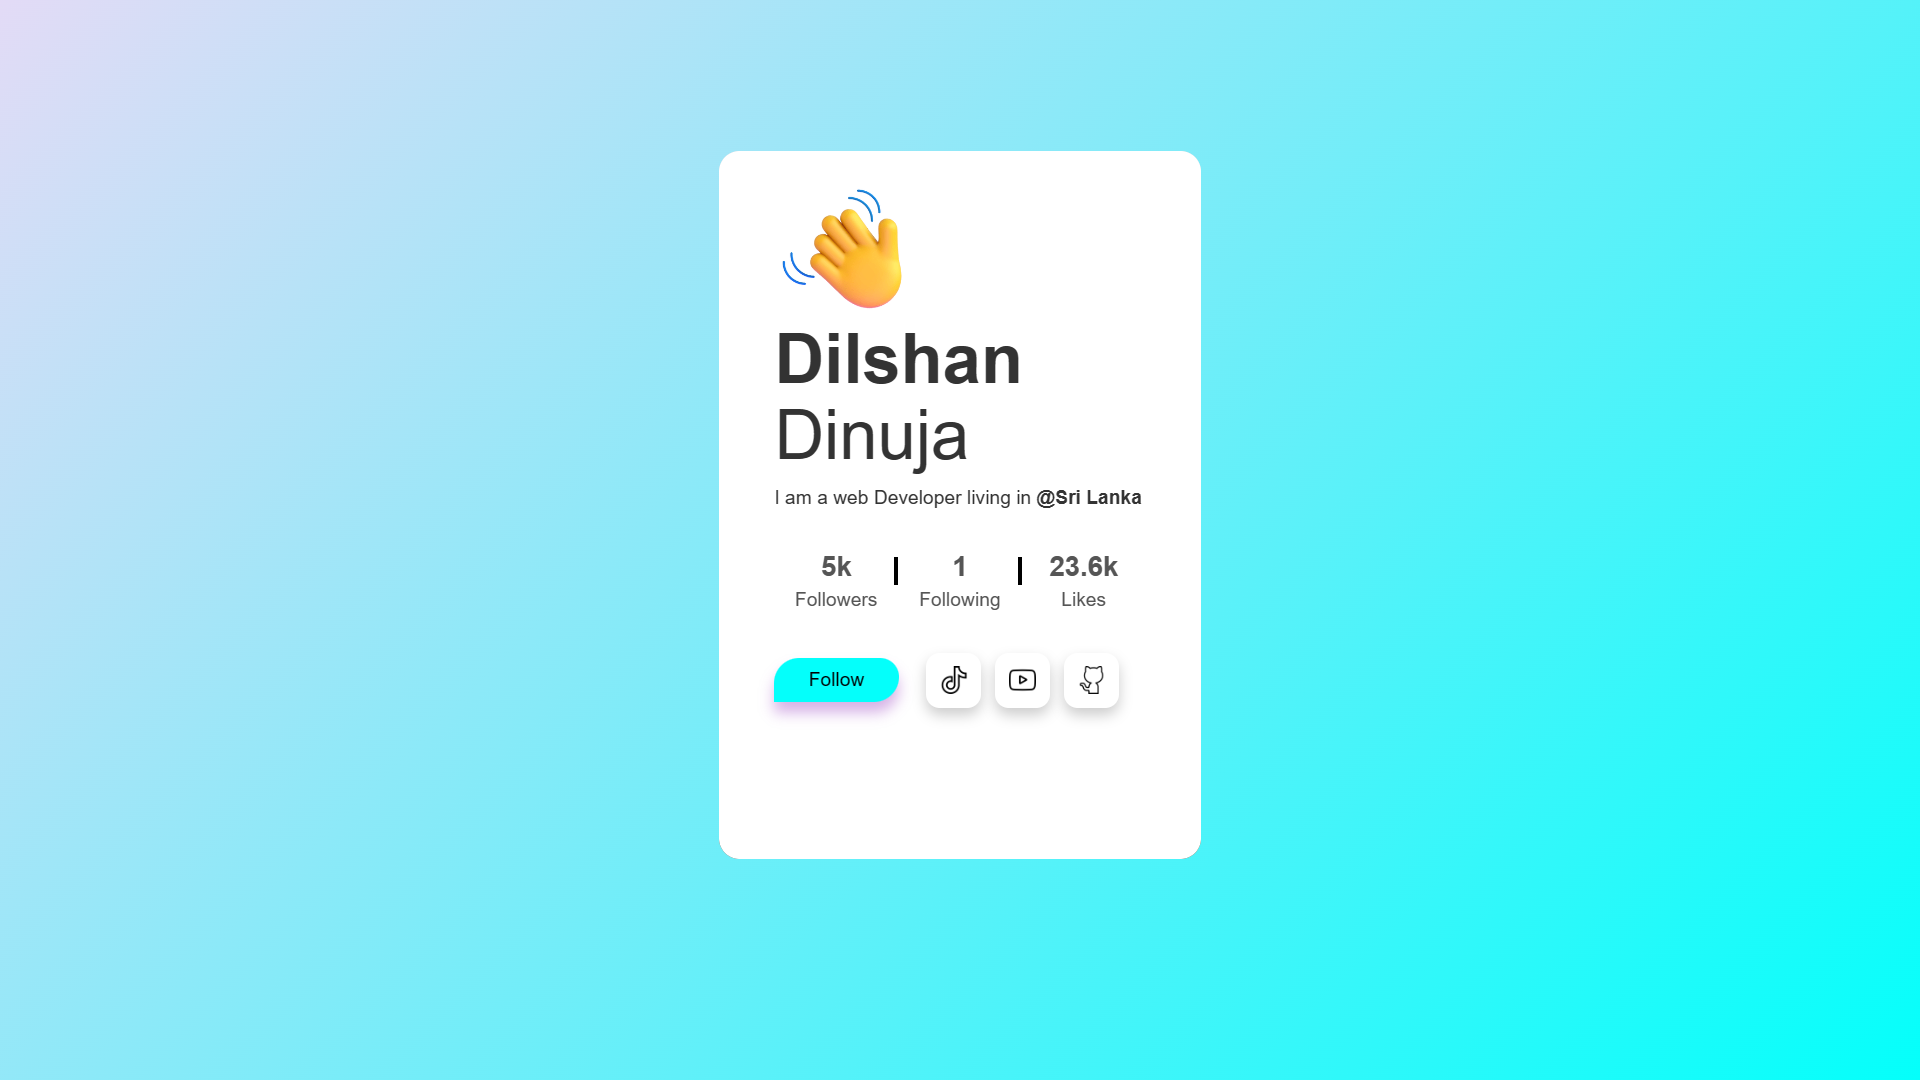 Dilshan
Dinuja
I am a web Developer living in @Sri Lanka
5k 1 23.6k
Followers Following Likes
Follow